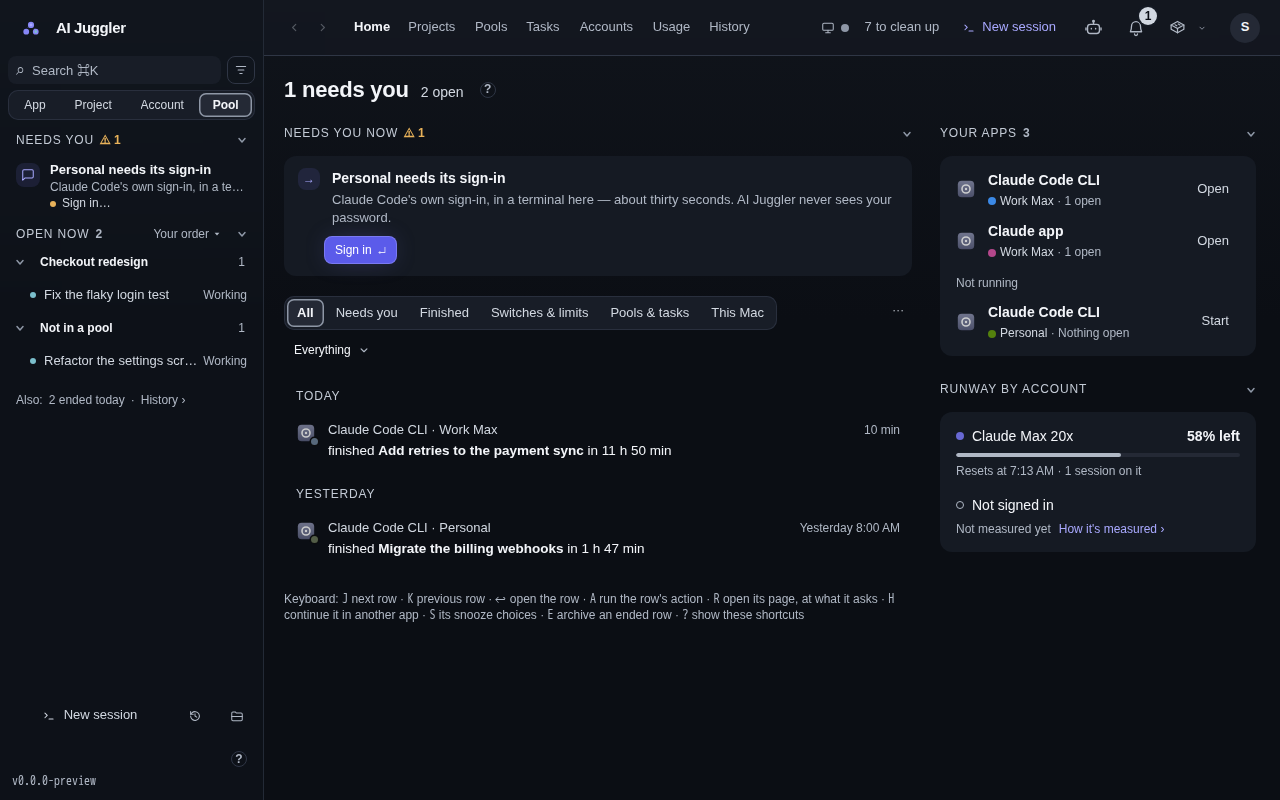 AI Juggler
Search ⌘K
App Project Account Pool
NEEDS YOU 1
Personal needs its sign-in
Claude Code's own sign-in, in a te…
Sign in…
OPEN NOW 2 Your order
Checkout redesign 1
Fix the flaky login test Working
Not in a pool 1
Refactor the settings scr… Working
Also: 2 ended today · History ›
New session
?
v0.0.0-preview
Home Projects Pools Tasks Accounts Usage History
7 to clean up
New session
1
S
1 needs you 2 open ?
NEEDS YOU NOW 1
→ Personal needs its sign-in
Claude Code's own sign-in, in a terminal here — about thirty seconds. AI Juggler never sees your
password.
Sign in
All Needs you Finished Switches & limits Pools & tasks This Mac
…
Everything
TODAY
Claude Code CLI · Work Max 10 min
finished Add retries to the payment sync in 11 h 50 min
YESTERDAY
Claude Code CLI · Personal Yesterday 8:00 AM
finished Migrate the billing webhooks in 1 h 47 min
Keyboard: J next row · K previous row · ↩ open the row · A run the row's action · R open its page, at what it asks · H
continue it in another app · S its snooze choices · E archive an ended row · ? show these shortcuts
YOUR APPS 3
Claude Code CLI
Work Max · 1 open
Open
Claude app
Work Max · 1 open
Open
Not running
Claude Code CLI
Personal · Nothing open
Start
RUNWAY BY ACCOUNT
Claude Max 20x 58% left
Resets at 7:13 AM · 1 session on it
Not signed in
Not measured yet How it's measured ›